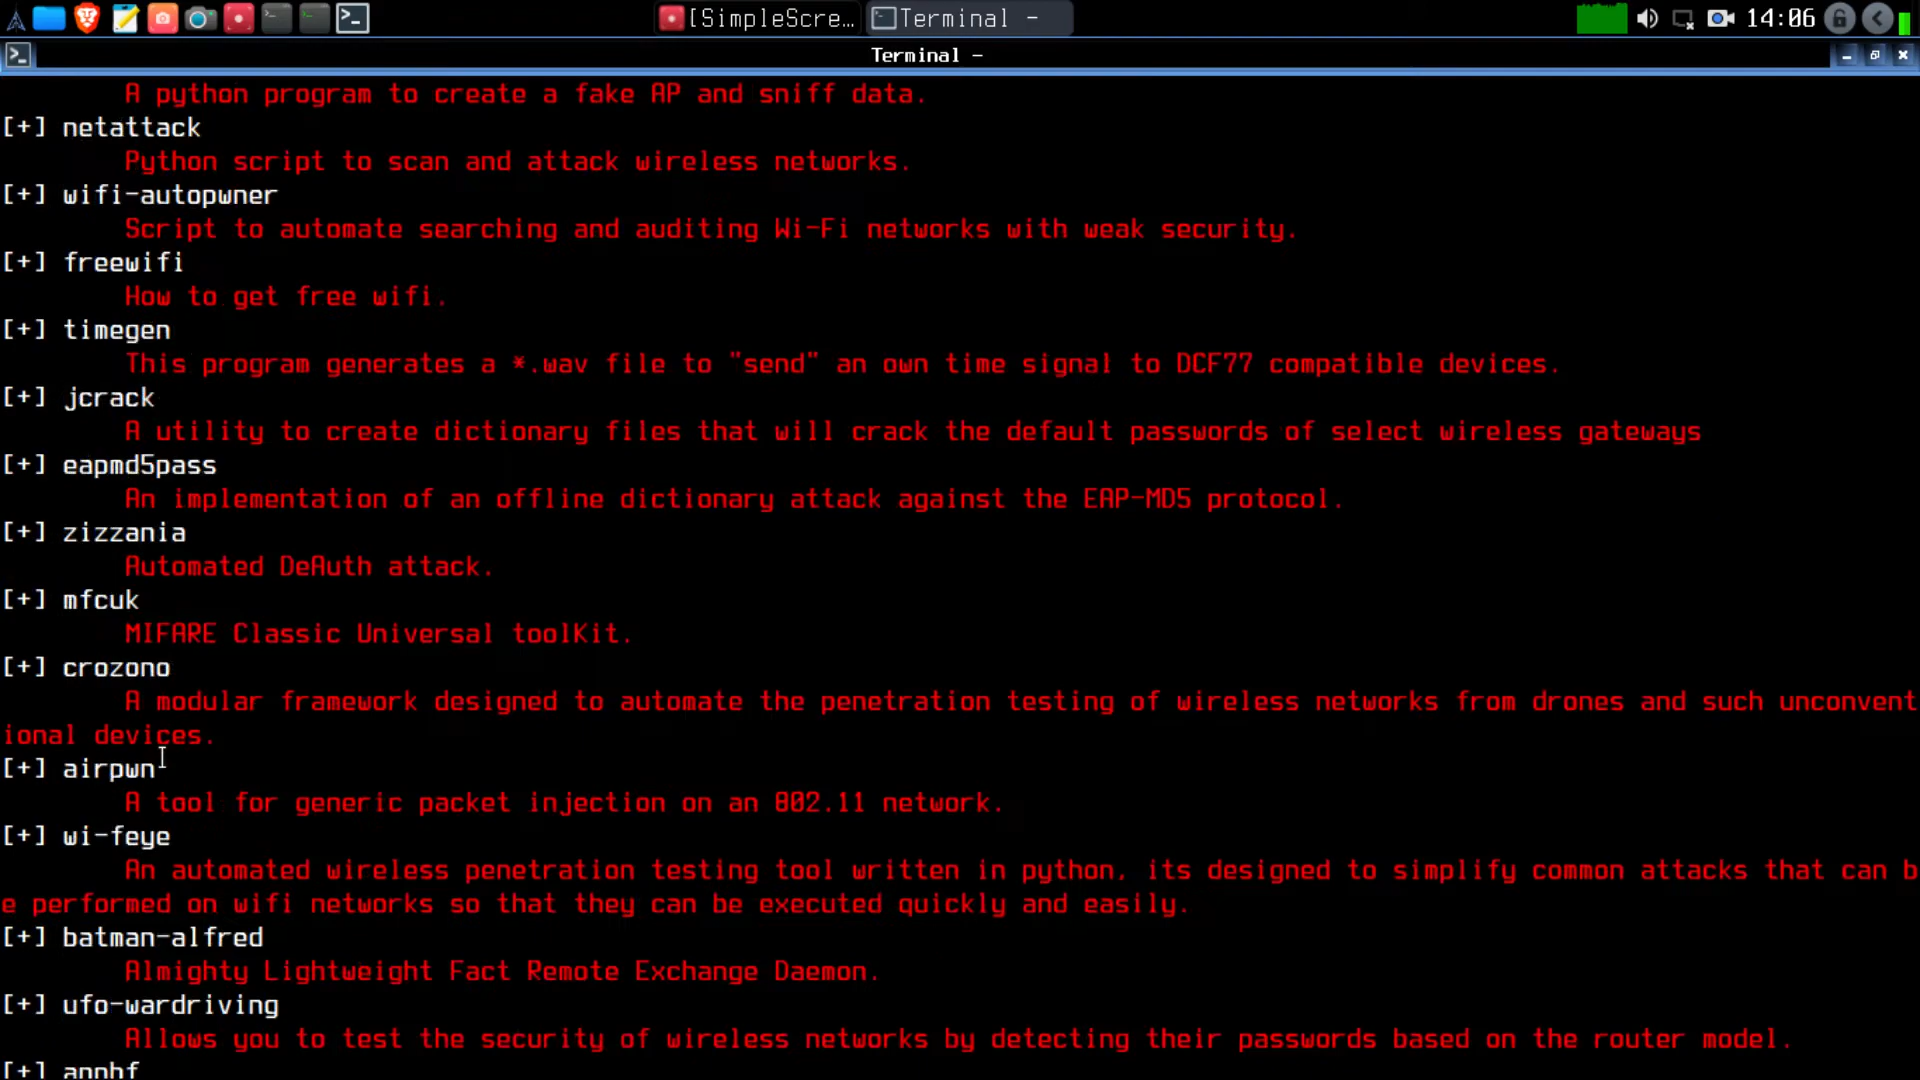 [SimpleScre…
Terminal -
14:06
Terminal -
A python program to create a fake AP and sniff data.
[+] netattack
Python script to scan and attack wireless networks.
[+] wifi-autopwner
Script to automate searching and auditing Wi-Fi networks with weak security.
[+] freewifi
How to get free wifi.
[+] timegen
This program generates a *.wav file to "send" an own time signal to DCF77 compatible devices.
[+] jcrack
A utility to create dictionary files that will crack the default passwords of select wireless gateways
[+] eapmd5pass
An implementation of an offline dictionary attack against the EAP-MD5 protocol.
[+] zizzania
Automated DeAuth attack.
[+] mfcuk
MIFARE Classic Universal toolKit.
[+] crozono
A modular framework designed to automate the penetration testing of wireless networks from drones and such unconvent
ional devices.
[+] airpwn
A tool for generic packet injection on an 802.11 network.
[+] wi-feye
An automated wireless penetration testing tool written in python, its designed to simplify common attacks that can b
e performed on wifi networks so that they can be executed quickly and easily.
[+] batman-alfred
Almighty Lightweight Fact Remote Exchange Daemon.
[+] ufo-wardriving
Allows you to test the security of wireless networks by detecting their passwords based on the router model.
[+]